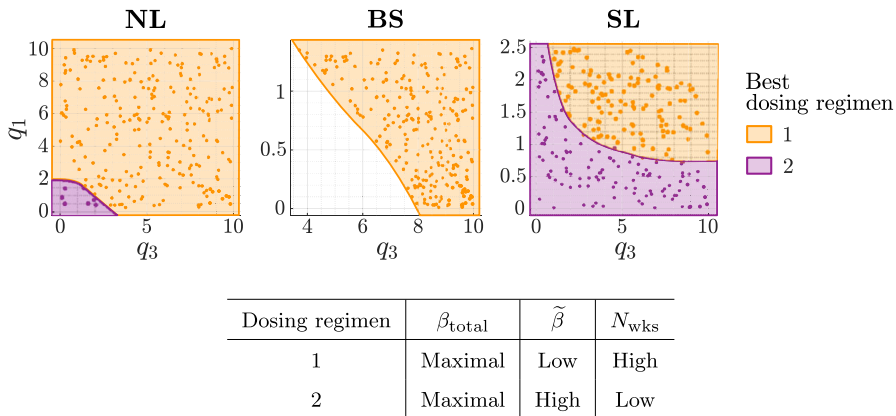 NL BS SL
10
8
6
4
2
0
q₁
0 5 10
q₃
1
0.5
0
4 6 8 10
q₃
2.5
2
1.5
1
0.5
0
0 5 10
q₃
Best
dosing regimen
1
2
Dosing regimen β_total β̃ N_wks
1 Maximal Low High
2 Maximal High Low